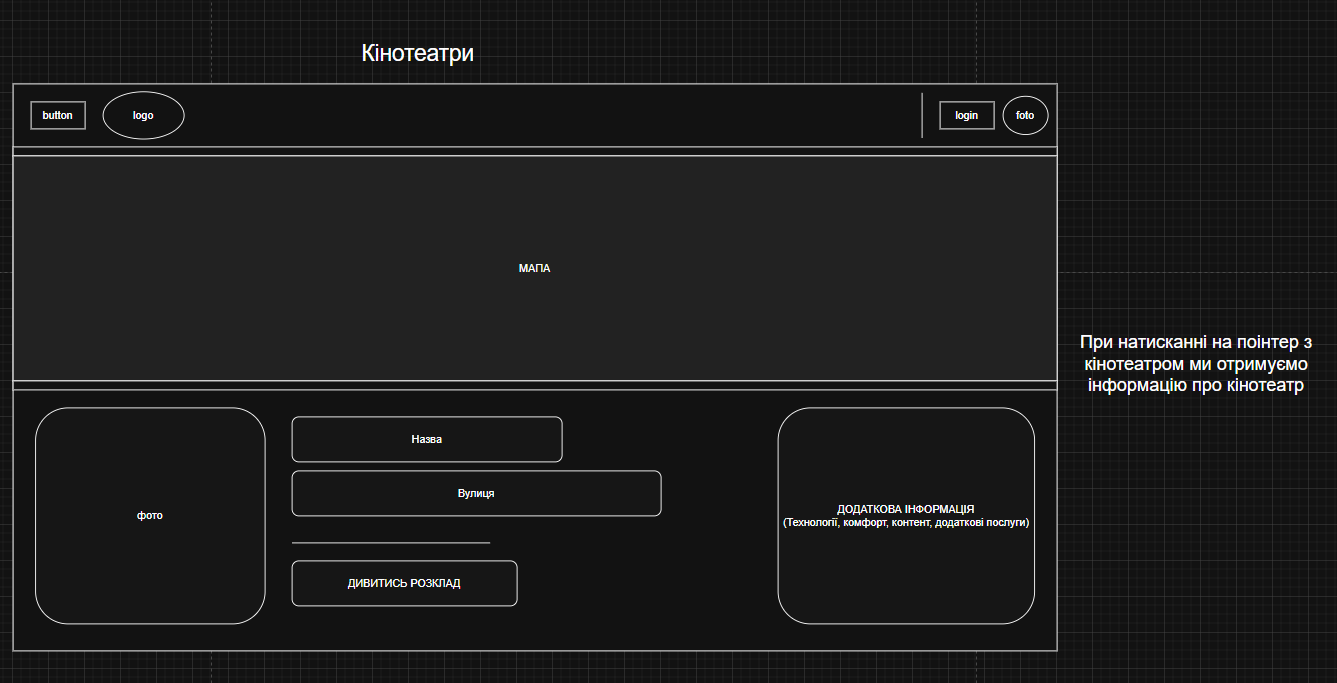 Кінотеатри
button
logo
login
foto
МАПА
При натисканні на поінтер з
кінотеатром ми отримуємо
інформацію про кінотеатр
фото
Назва
Вулиця
ДИВИТИСЬ РОЗКЛАД
ДОДАТКОВА ІНФОРМАЦІЯ
(Технології, комфорт, контент, додаткові послуги)